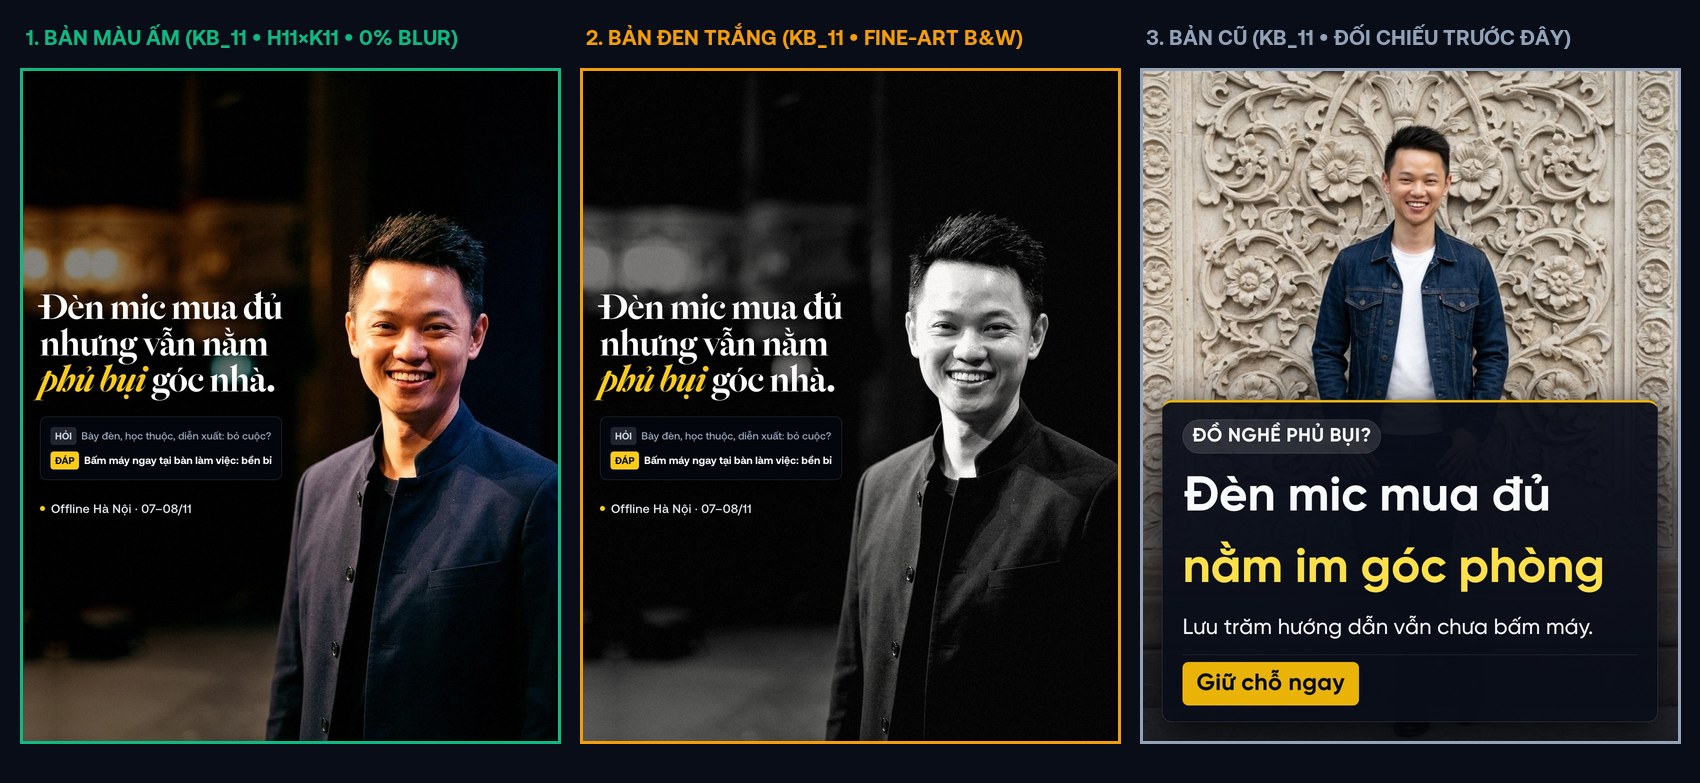 1. BẢN MÀU ẤM (KB_11 • H11×K11 • 0% BLUR)
Đèn mic mua đủ
nhưng vẫn nằm
phủ bụi góc nhà.
HỎI Bày đèn, học thuộc, diễn xuất: bỏ cuộc?
ĐÁP Bấm máy ngay tại bàn làm việc: bền bỉ
• Offline Hà Nội · 07–08/11
2. BẢN ĐEN TRẮNG (KB_11 • FINE-ART B&W)
Đèn mic mua đủ
nhưng vẫn nằm
phủ bụi góc nhà.
HỎI Bày đèn, học thuộc, diễn xuất: bỏ cuộc?
ĐÁP Bấm máy ngay tại bàn làm việc: bền bỉ
• Offline Hà Nội · 07–08/11
3. BẢN CŨ (KB_11 • ĐỐI CHIẾU TRƯỚC ĐÂY)
ĐỒ NGHỀ PHỦ BỤI?
Đèn mic mua đủ
nằm im góc phòng
Lưu trăm hướng dẫn vẫn chưa bấm máy.
Giữ chỗ ngay